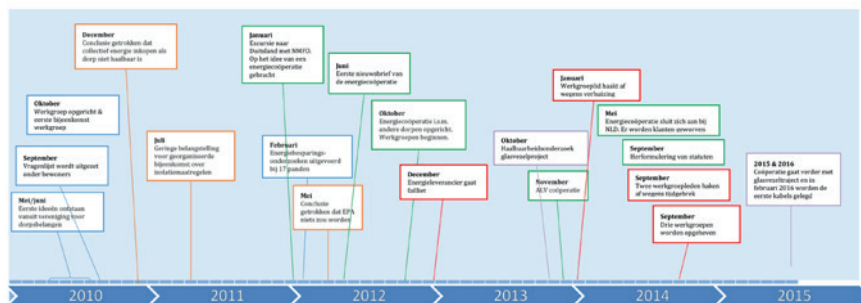 December
Conclusie getrokken dat
collectief energie inkopen als
dorp niet haalbaar is
Januari
Excursie naar
Duitsland met NMFD.
Op het idee van een
energiecoöperatie
gebracht
Juni
Eerste nieuwsbrief van
de energiecoöperatie
Januari
Werkgroeplid haakt af
wegens verhuizing
Oktober
Werkgroep opgericht &
eerste bijeenkomst
werkgroep
Oktober
Energiecoöperatie i.s.m.
anders dorpen opgericht.
Werkgroepen beginnen.
Mei
Energiecoöperatie sluit zich aan bij
NLD. Er worden klanten geworven
Juli
Geringe belangstelling
voor georganiseerde
bijeenkomst over
isolatiemaatregelen
Februari
Energiebesparings-
onderzoeken uitgevoerd
bij 17 panden
Oktober
Haalbaarheidsonderzoek
glasvezelproject
September
Herformulering van statuten
September
Vragenlijst wordt uitgezet
onder bewoners
December
Energieleverancier gaat
failliet
November
ALV coöperatie
September
Twee werkgroepleden haken
af wegens tijdgebrek
2015 & 2016
Coöperatie gaat verder met
glasvezeltraject en in
februari 2016 worden de
eerste kabels gelegd
Mei/juni
Eerste ideeën ontstaan
vanuit vereniging voor
dorpsbelangen
Mei
Conclusie
getrokken dat EPA
niets zou worden
September
Drie werkgroepen
worden opgeheven
2010
2011
2012
2013
2014
2015